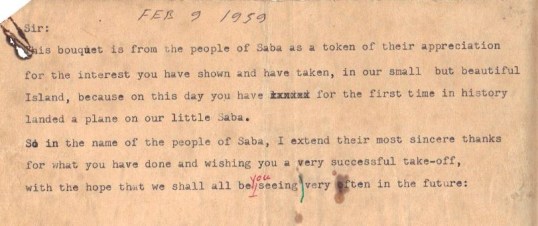 FEB 9 1959
Sir:
This bouquet is from the people of Saba as a token of their appreciation
for the interest you have shown and have taken, in our small but beautiful
Island, because on this day you have for the first time in history
landed a plane on our little Saba.
So in the name of the people of Saba, I extend their most sincere thanks
for what you have done and wishing you a very successful take-off,
with the hope that we shall all be you seeing very often in the future: